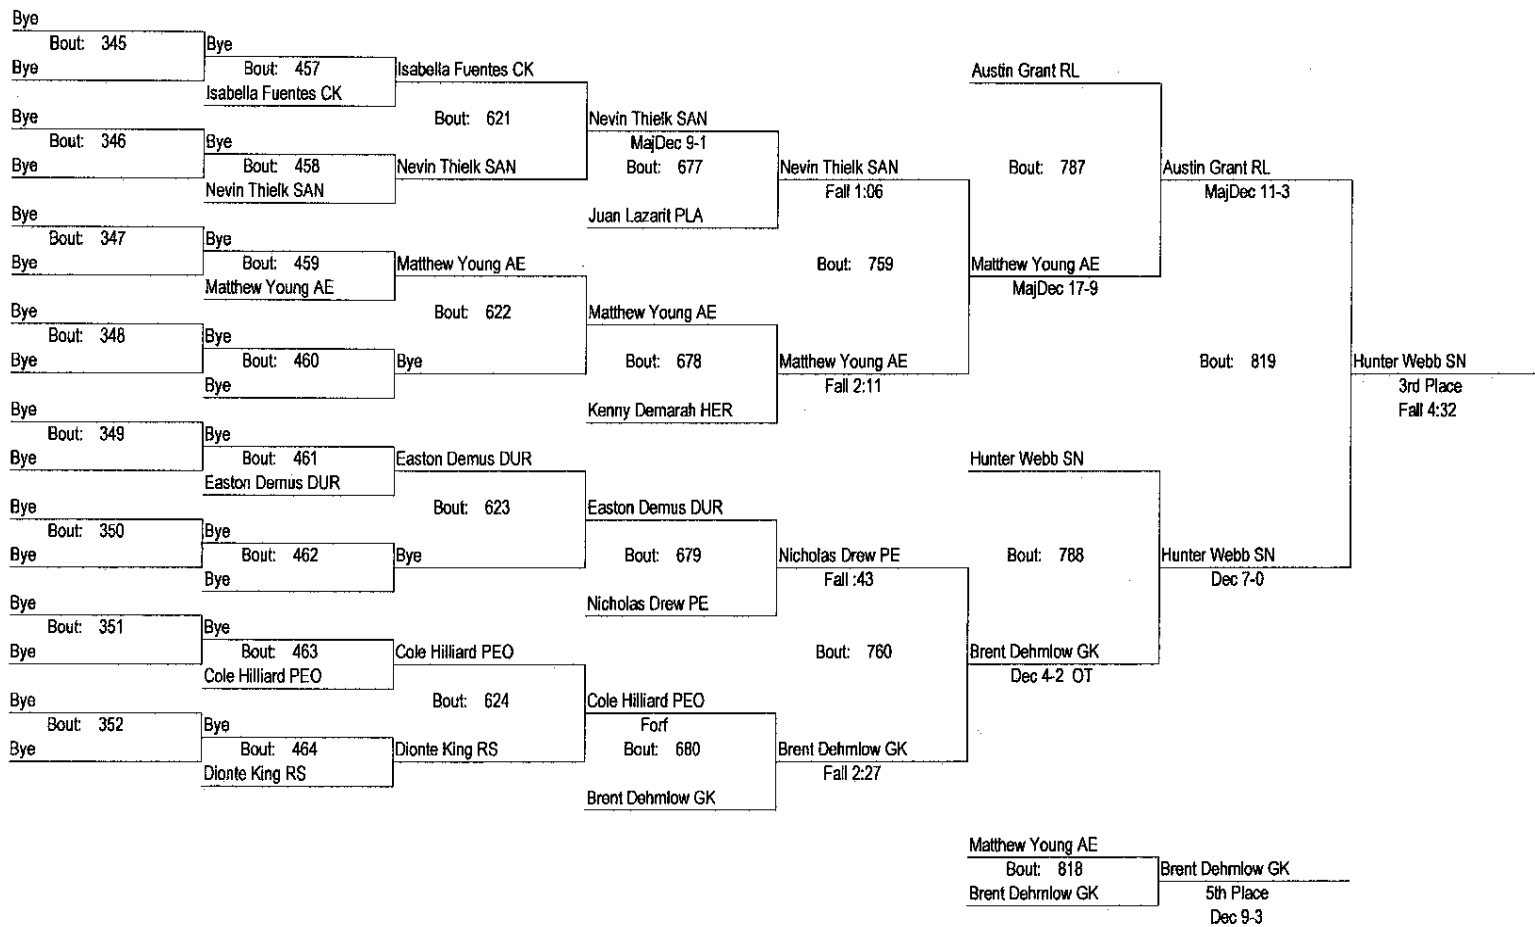 Bye
Bout: 345
Bye
Bye
Bout: 457
Isabella Fuentes CK
Isabella Fuentes CK
Bye
Bout: 346
Bye
Bye
Bout: 458
Nevin Thielk SAN
Bout: 621
Nevin Thielk SAN
Nevin Thielk SAN
MajDec 9-1
Bout: 677
Juan Lazarit PLA
Nevin Thielk SAN
Fall 1:06
Bye
Bout: 347
Bye
Bye
Bout: 459
Matthew Young AE
Matthew Young AE
Bye
Bout: 348
Bye
Bye
Bout: 460
Bye
Bout: 622
Bye
Matthew Young AE
Bout: 678
Kenny Demarah HER
Matthew Young AE
Fall 2:11
Bout: 759
Matthew Young AE
MajDec 17-9
Austin Grant RL
Bout: 787
Austin Grant RL
MajDec 11-3
Bye
Bout: 349
Bye
Bye
Bout: 461
Easton Demus DUR
Easton Demus DUR
Bye
Bout: 350
Bye
Bye
Bout: 462
Bye
Bout: 623
Bye
Easton Demus DUR
Bout: 679
Nicholas Drew PE
Nicholas Drew PE
Fall :43
Bye
Bout: 351
Bye
Bye
Bout: 463
Cole Hilliard PEO
Cole Hilliard PEO
Bye
Bout: 352
Bye
Bye
Bout: 464
Dionte King RS
Bout: 624
Dionte King RS
Cole Hilliard PEO
Forf
Bout: 680
Brent Dehmlow GK
Brent Dehmlow GK
Fall 2:27
Bout: 760
Brent Dehmlow GK
Dec 4-2 OT
Hunter Webb SN
Bout: 788
Hunter Webb SN
Dec 7-0
Bout: 819
Hunter Webb SN
3rd Place
Fall 4:32
Matthew Young AE
Bout: 818
Brent Dehmlow GK
Brent Dehmlow GK
5th Place
Dec 9-3